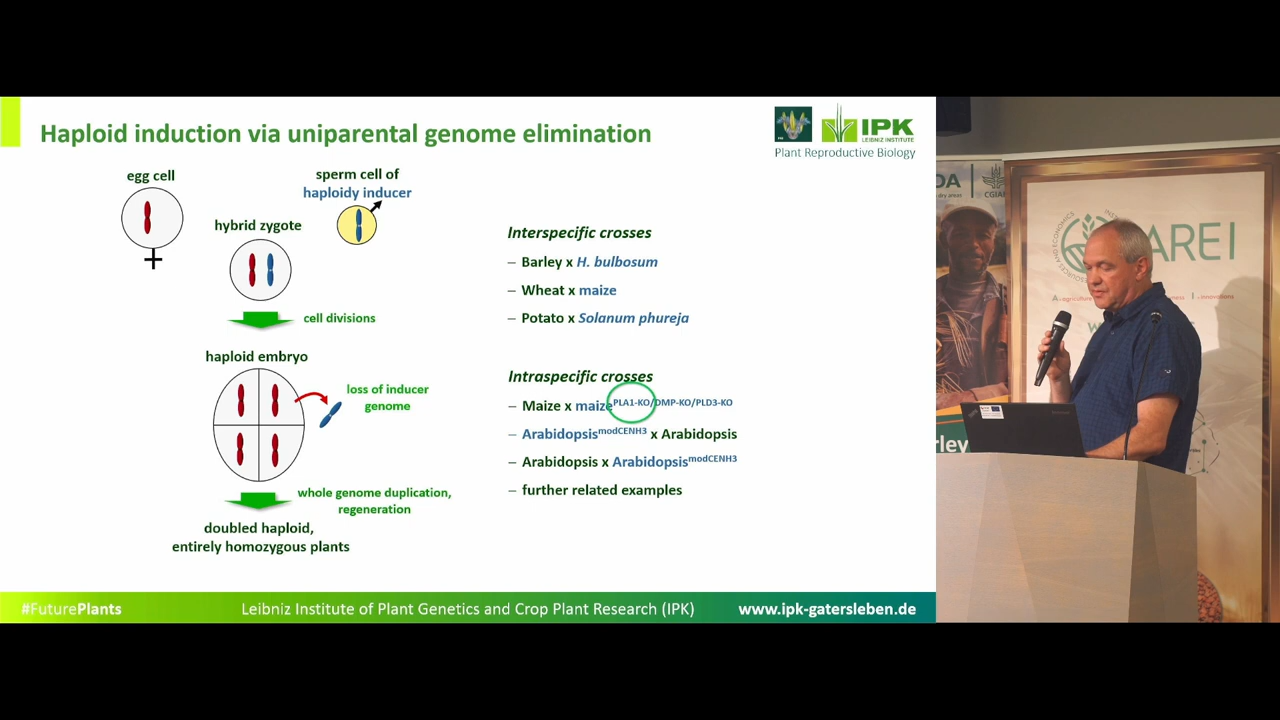 Haploid induction via uniparental genome elimination
IPK
LEIBNIZ INSTITUTE
Plant Reproductive Biology
egg cell
sperm cell of
haploidy inducer
hybrid zygote
cell divisions
haploid embryo
loss of inducer
genome
whole genome duplication,
regeneration
doubled haploid,
entirely homozygous plants
Interspecific crosses
– Barley x H. bulbosum
– Wheat x maize
– Potato x Solanum phureja
Intraspecific crosses
– Maize x maizePLA1-KO/DMP-KO/PLD3-KO
– ArabidopsismodCENH3 x Arabidopsis
– Arabidopsis x ArabidopsismodCENH3
– further related examples
#FuturePlants
Leibniz Institute of Plant Genetics and Crop Plant Research (IPK)
www.ipk-gatersleben.de
DA
CGIAR
AREI
rley